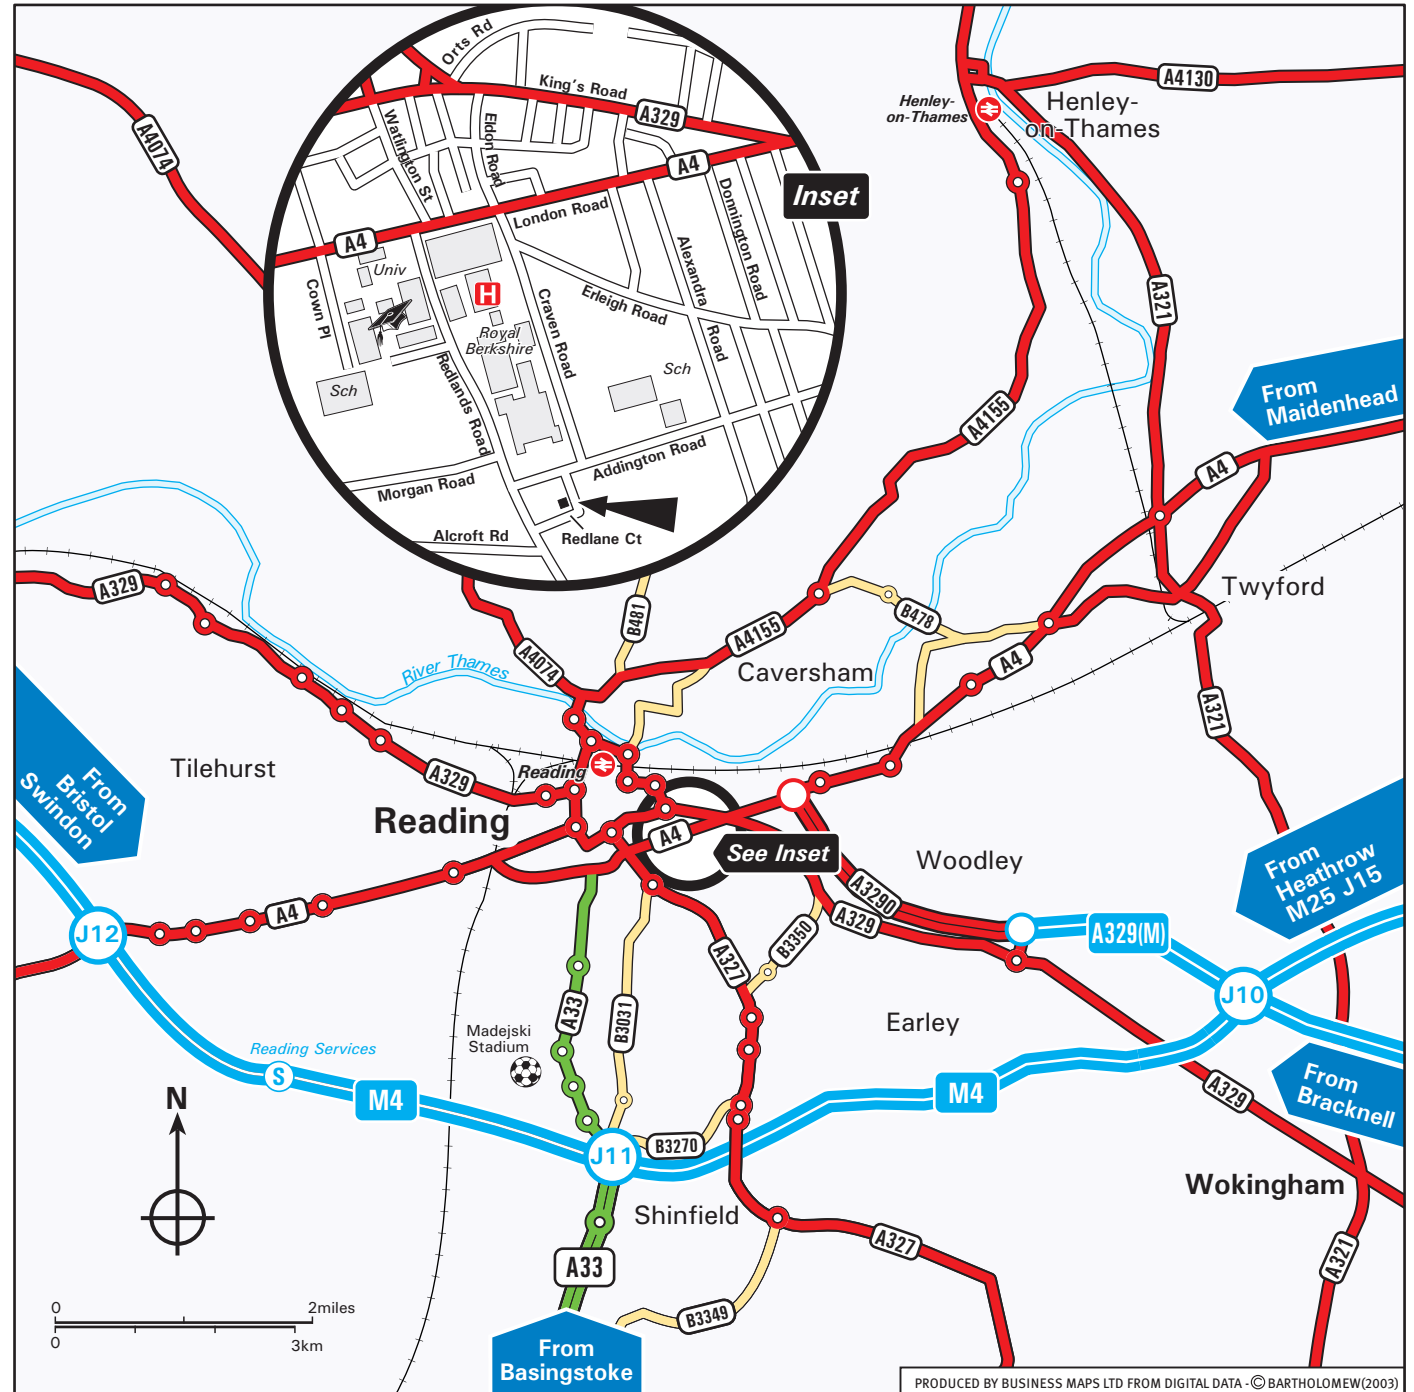 Orts Rd
King's Road
A329
Watlington St
Eldon Road
A4
London Road
Donnington Road
Inset
A4
Univ
Cown Pl
H
Royal
Berkshire
Craven Road
Erleigh Road
Alexandra
Road
Sch
Sch
Redlands Road
Addington Road
Morgan Road
Alcroft Rd
Redlane Ct
A4074
Henley-
on-Thames
Henley-
on-Thames
A4130
A321
From
Maidenhead
A4155
A4
A329
B481
A4155
B478
Twyford
A4074
River Thames
Caversham
A4
A321
Tilehurst
Reading
A329
From
Bristol
Swindon
Reading
A4
See Inset
Woodley
From
Heathrow
M25 J15
A3290
A329
A4
J12
A329(M)
B3350
A327
J10
A33
B3031
Madejski
Stadium
Earley
Reading Services
S
M4
M4
A329
From
Bracknell
N
J11
B3270
Wokingham
Shinfield
A327
A321
A33
B3349
0
2miles
0
3km
From
Basingstoke
PRODUCED BY BUSINESS MAPS LTD FROM DIGITAL DATA - © BARTHOLOMEW(2003)